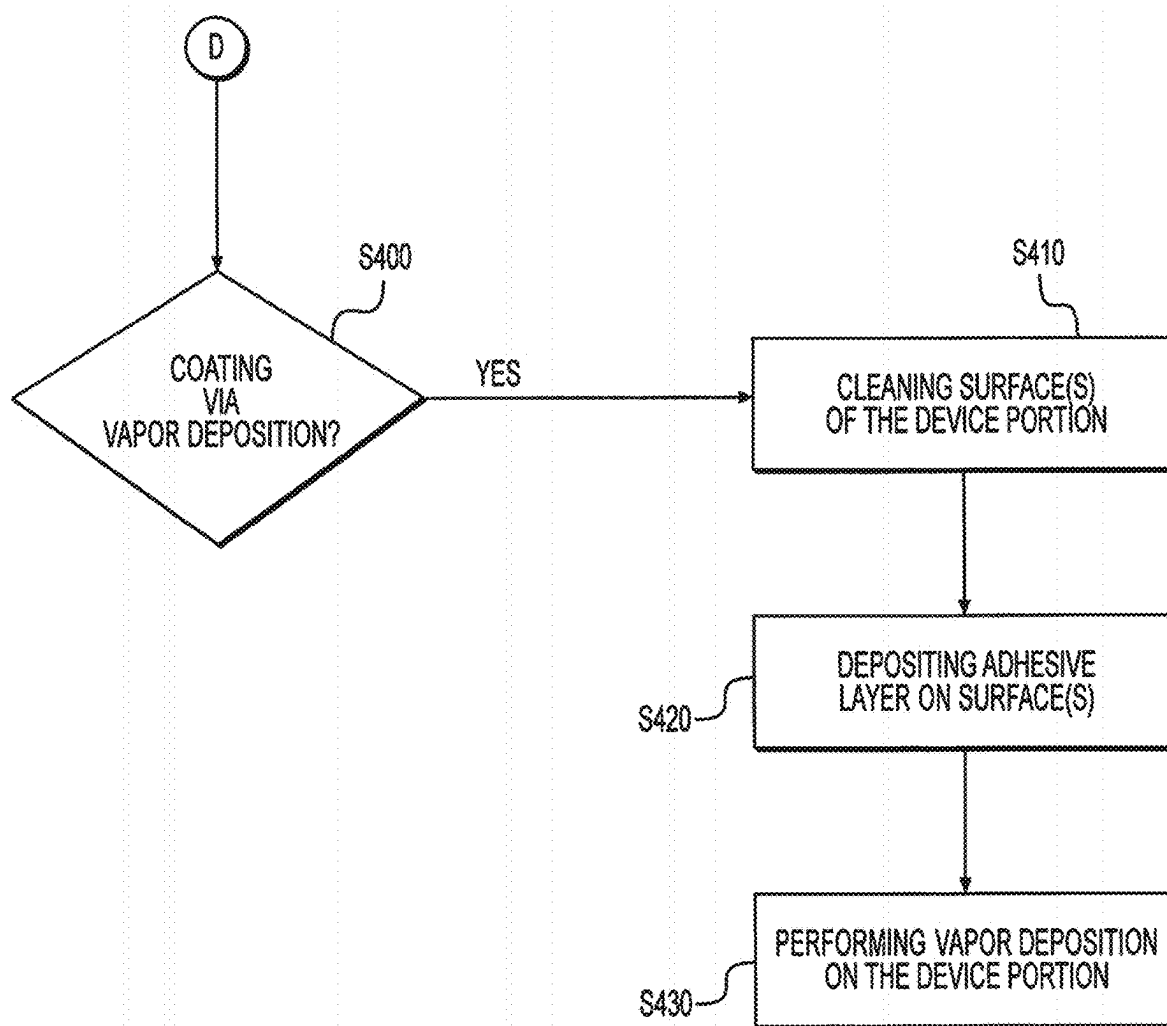 D
S400
COATING
VIA
VAPOR DEPOSITION?
YES
S410
CLEANING SURFACE(S)
OF THE DEVICE PORTION
DEPOSITING ADHESIVE
LAYER ON SURFACE(S)
S420
PERFORMING VAPOR DEPOSITION
ON THE DEVICE PORTION
S430